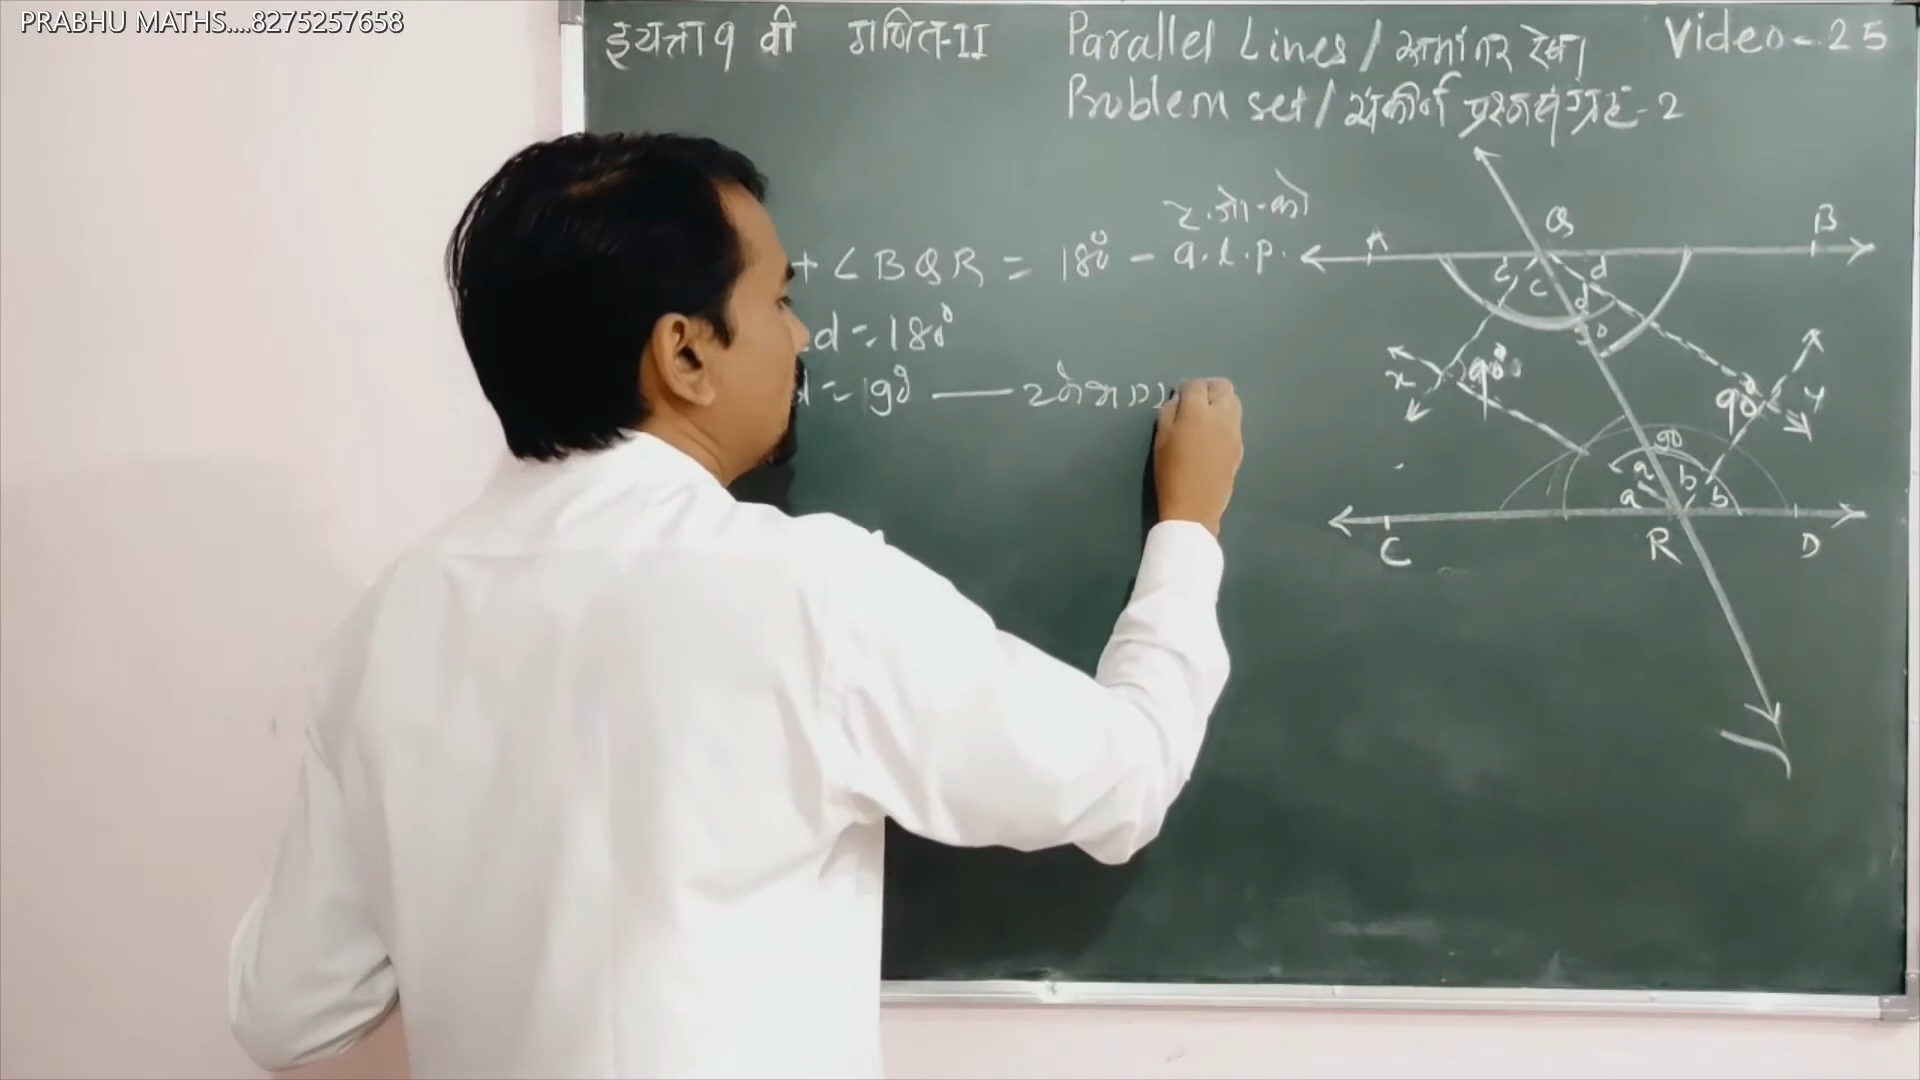 PRABHU MATHS....8275257658
इयत्ता 9 वी गणित-II Parallel Lines / समांतर रेषा Video-25
Problem set / संकीर्ण प्रश्नसंग्रह-2
+ ∠BQR = 180° - a.l.p.
d = 180°
= 90° —
A Q B
c c d d
x 90° 90° y
90
a a b b
C R D